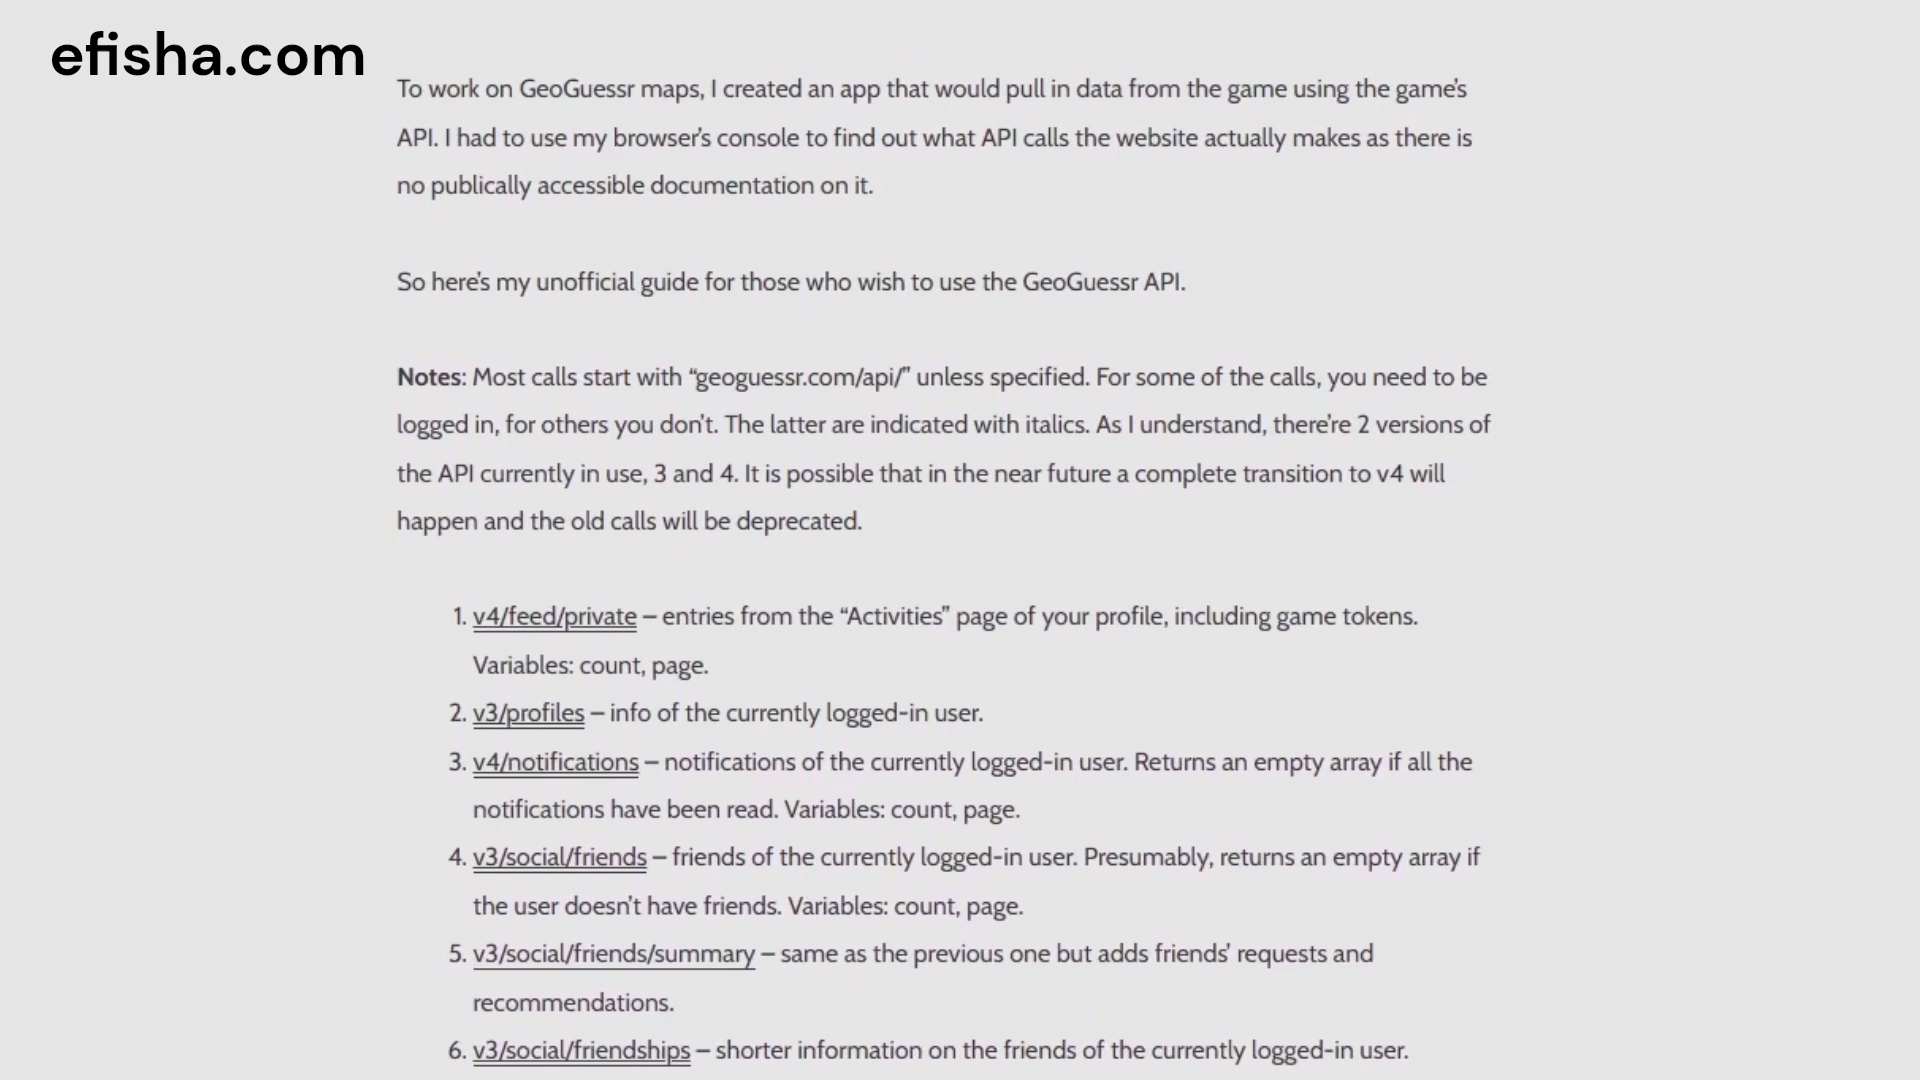 efisha.com
To work on GeoGuessr maps, I created an app that would pull in data from the game using the game’s
API. I had to use my browser’s console to find out what API calls the website actually makes as there is
no publically accessible documentation on it.
So here’s my unofficial guide for those who wish to use the GeoGuessr API.
Notes: Most calls start with “geoguessr.com/api/” unless specified. For some of the calls, you need to be
logged in, for others you don’t. The latter are indicated with italics. As I understand, there’re 2 versions of
the API currently in use, 3 and 4. It is possible that in the near future a complete transition to v4 will
happen and the old calls will be deprecated.
1. v4/feed/private – entries from the “Activities” page of your profile, including game tokens.
Variables: count, page.
2. v3/profiles – info of the currently logged-in user.
3. v4/notifications – notifications of the currently logged-in user. Returns an empty array if all the
notifications have been read. Variables: count, page.
4. v3/social/friends – friends of the currently logged-in user. Presumably, returns an empty array if
the user doesn’t have friends. Variables: count, page.
5. v3/social/friends/summary – same as the previous one but adds friends’ requests and
recommendations.
6. v3/social/friendships – shorter information on the friends of the currently logged-in user.